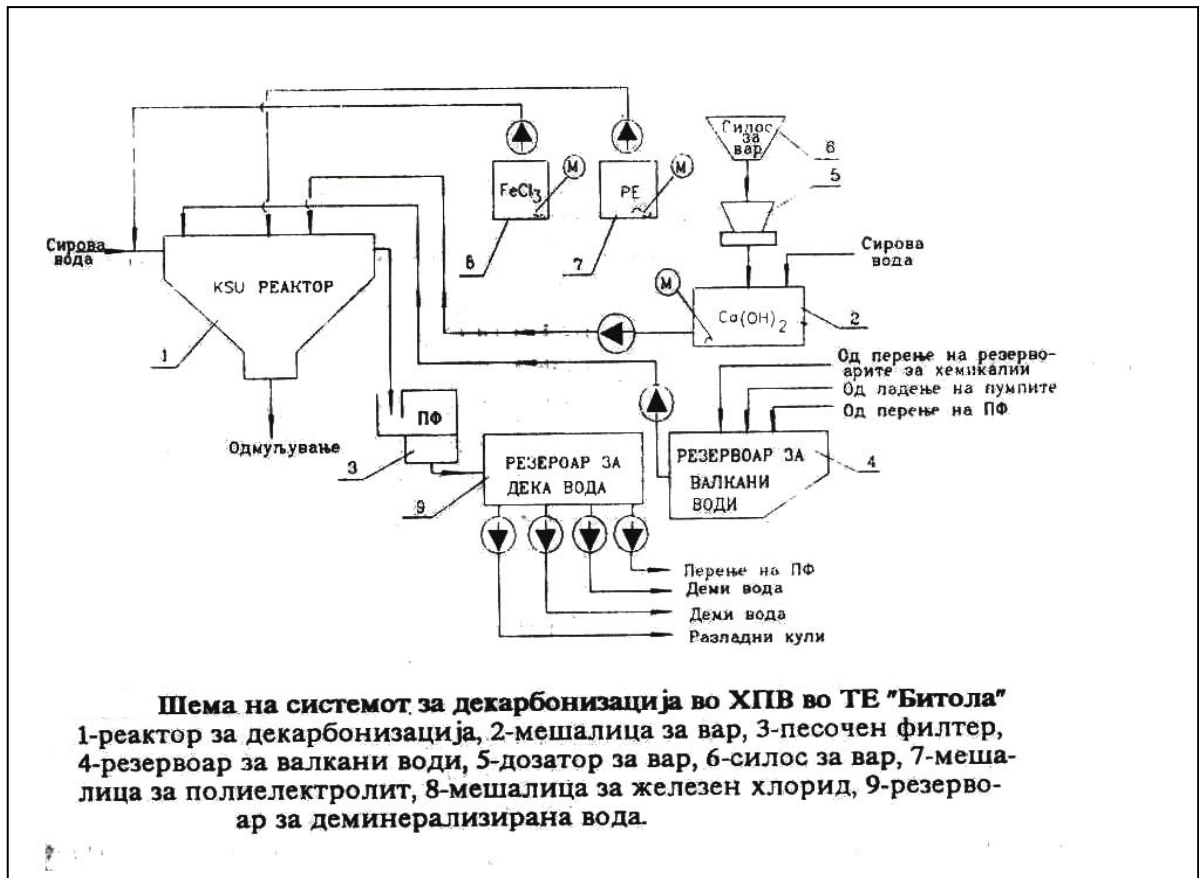 Силос
за
вар
6
5
FeCl3
M
PE
M
8
7
Сирова
вода
Сирова
вода
KSU РЕАКТОР
M
Ca(OH)2
2
1
Од перење на резерво-
арите за хемикалии
Од ладење на пумпите
Од перење на ПФ
ПФ
Одмуљување
3
РЕЗЕРОАР ЗА
ДЕКА ВОДА
9
РЕЗЕРВОАР ЗА
ВАЛКАНИ
ВОДИ
4
Перење на ПФ
Деми вода
Деми вода
Разладни кули
Шема на системот за декарбонизација во ХПВ во ТЕ "Битола"
1-реактор за декарбонизација, 2-мешалица за вар, 3-песочен филтер,
4-резервоар за валкани води, 5-дозатор за вар, 6-силос за вар, 7-меша-
лица за полиелектролит, 8-мешалица за железен хлорид, 9-резерво-
ар за деминерализирана вода.